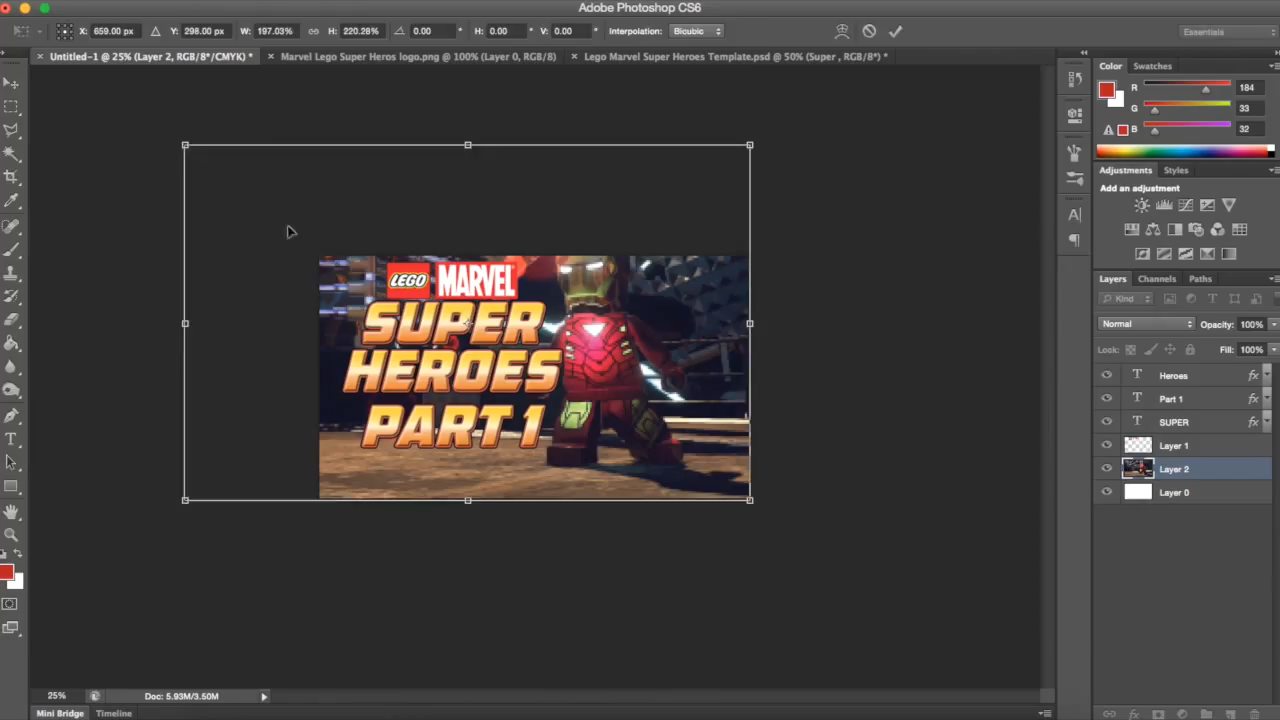 Adobe Photoshop CS6
X: 659.00 px Y: 298.00 px W: 197.03% H: 220.28% 0.00 ° H: 0.00 ° V: 0.00 ° Interpolation: Bicubic Essentials
Untitled-1 @ 25% (Layer 2, RGB/8*/CMYK) * Marvel Lego Super Heros logo.png @ 100% (Layer 0, RGB/8) Lego Marvel Super Heroes Template.psd @ 50% (Super , RGB/8*) *
Color Swatches
R 184
G 33
B 32
Adjustments Styles
Add an adjustment
Layers Channels Paths
Kind
Normal Opacity: 100%
Lock: Fill: 100%
T Heroes fx
T Part 1 fx
T SUPER fx
Layer 1
Layer 2
Layer 0
LEGO MARVEL
SUPER
HEROES
PART 1
25% Doc: 5.93M/3.50M
Mini Bridge Timeline